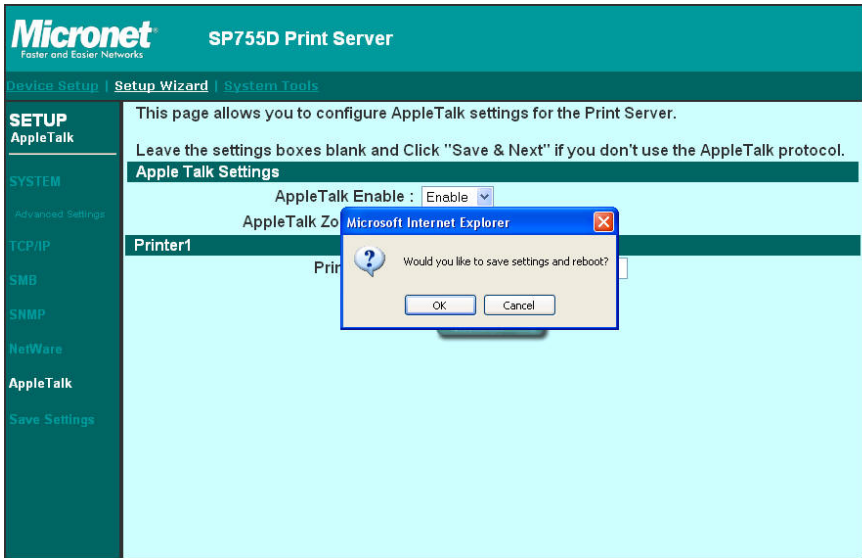 Micronet
Faster and Easier Networks
SP755D Print Server
Device Setup | Setup Wizard | System Tools
SETUP
AppleTalk
SYSTEM
Advanced Settings
TCP/IP
SMB
SNMP
NetWare
AppleTalk
Save Settings
This page allows you to configure AppleTalk settings for the Print Server.
Leave the settings boxes blank and Click "Save & Next" if you don't use the AppleTalk protocol.
Apple Talk Settings
AppleTalk Enable : Enable
AppleTalk Zo
Printer1
Prin
Microsoft Internet Explorer
Would you like to save settings and reboot?
OK Cancel